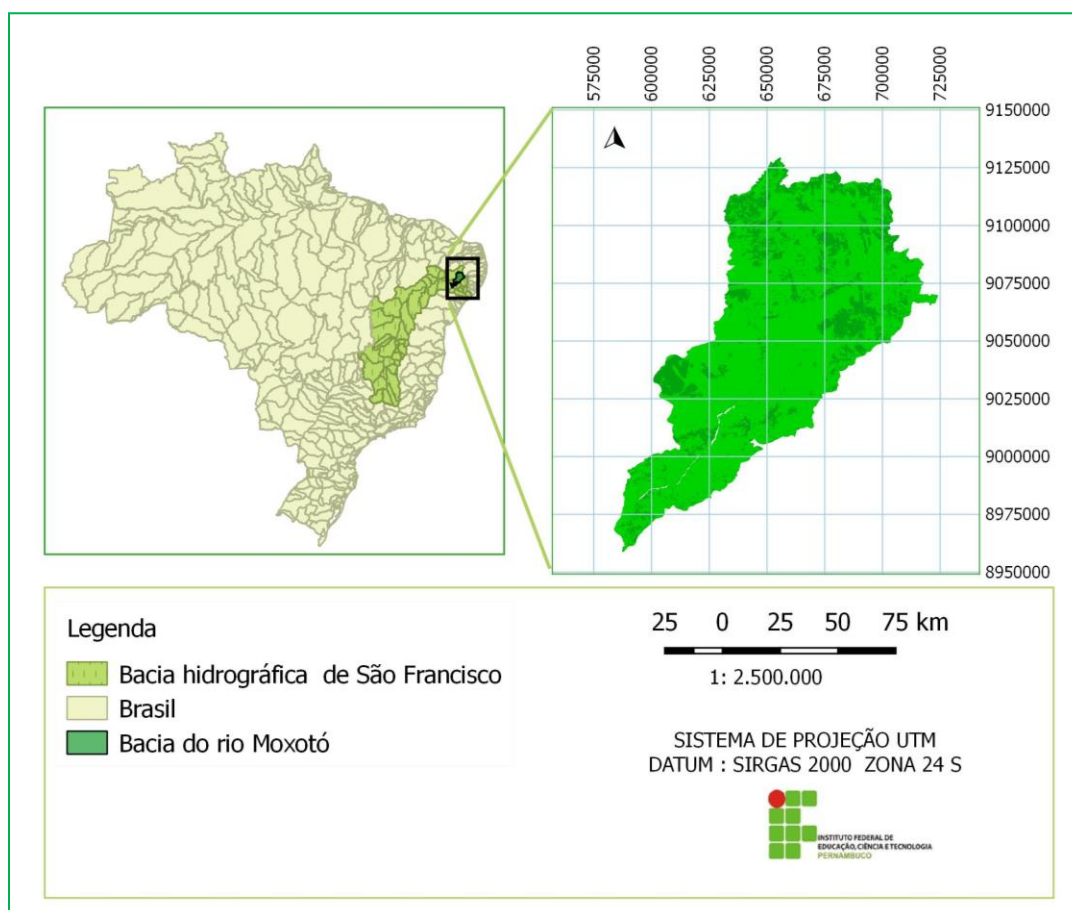 575000
600000
625000
650000
675000
700000
725000
9150000
9125000
9100000
9075000
9050000
9025000
9000000
8975000
8950000
Legenda
Bacia hidrográfica de São Francisco
Brasil
Bacia do rio Moxotó
25 0 25 50 75 km
1: 2.500.000
SISTEMA DE PROJEÇÃO UTM
DATUM : SIRGAS 2000 ZONA 24 S
INSTITUTO FEDERAL DE
EDUCAÇÃO, CIÊNCIA E TECNOLOGIA
PERNAMBUCO